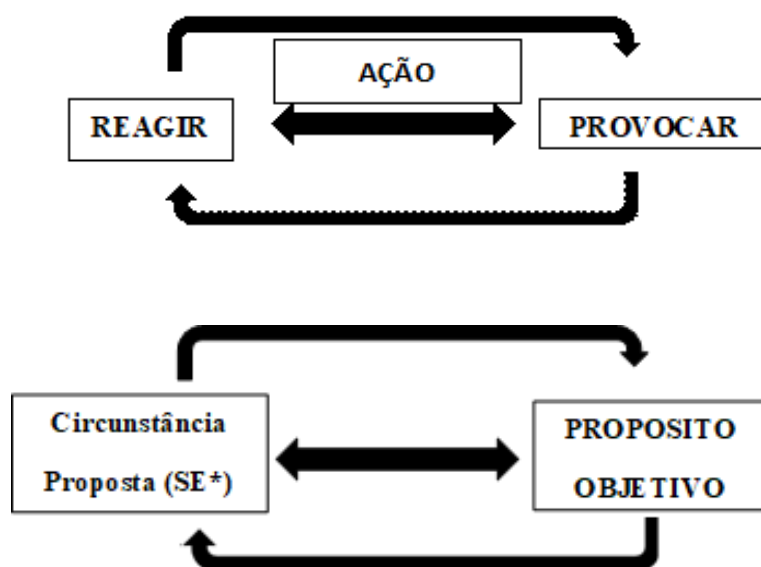 AÇÃO
REAGIR
PROVOCAR
Circunstância
Proposta (SE*)
PROPOSITO
OBJETIVO